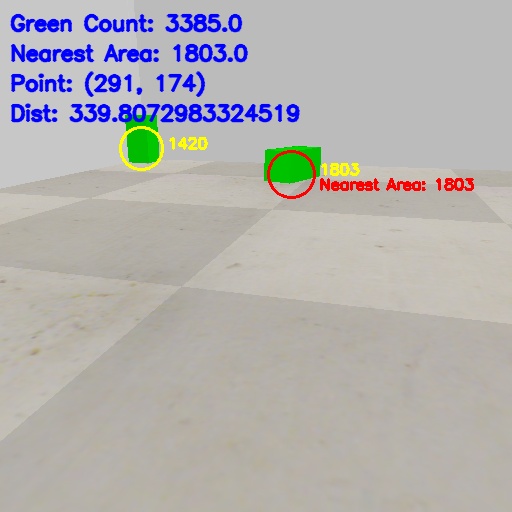 Green Count: 3385.0
Nearest Area: 1803.0
Point: (291, 174)
Dist: 339.8072983324519
1420
1803
Nearest Area: 1803